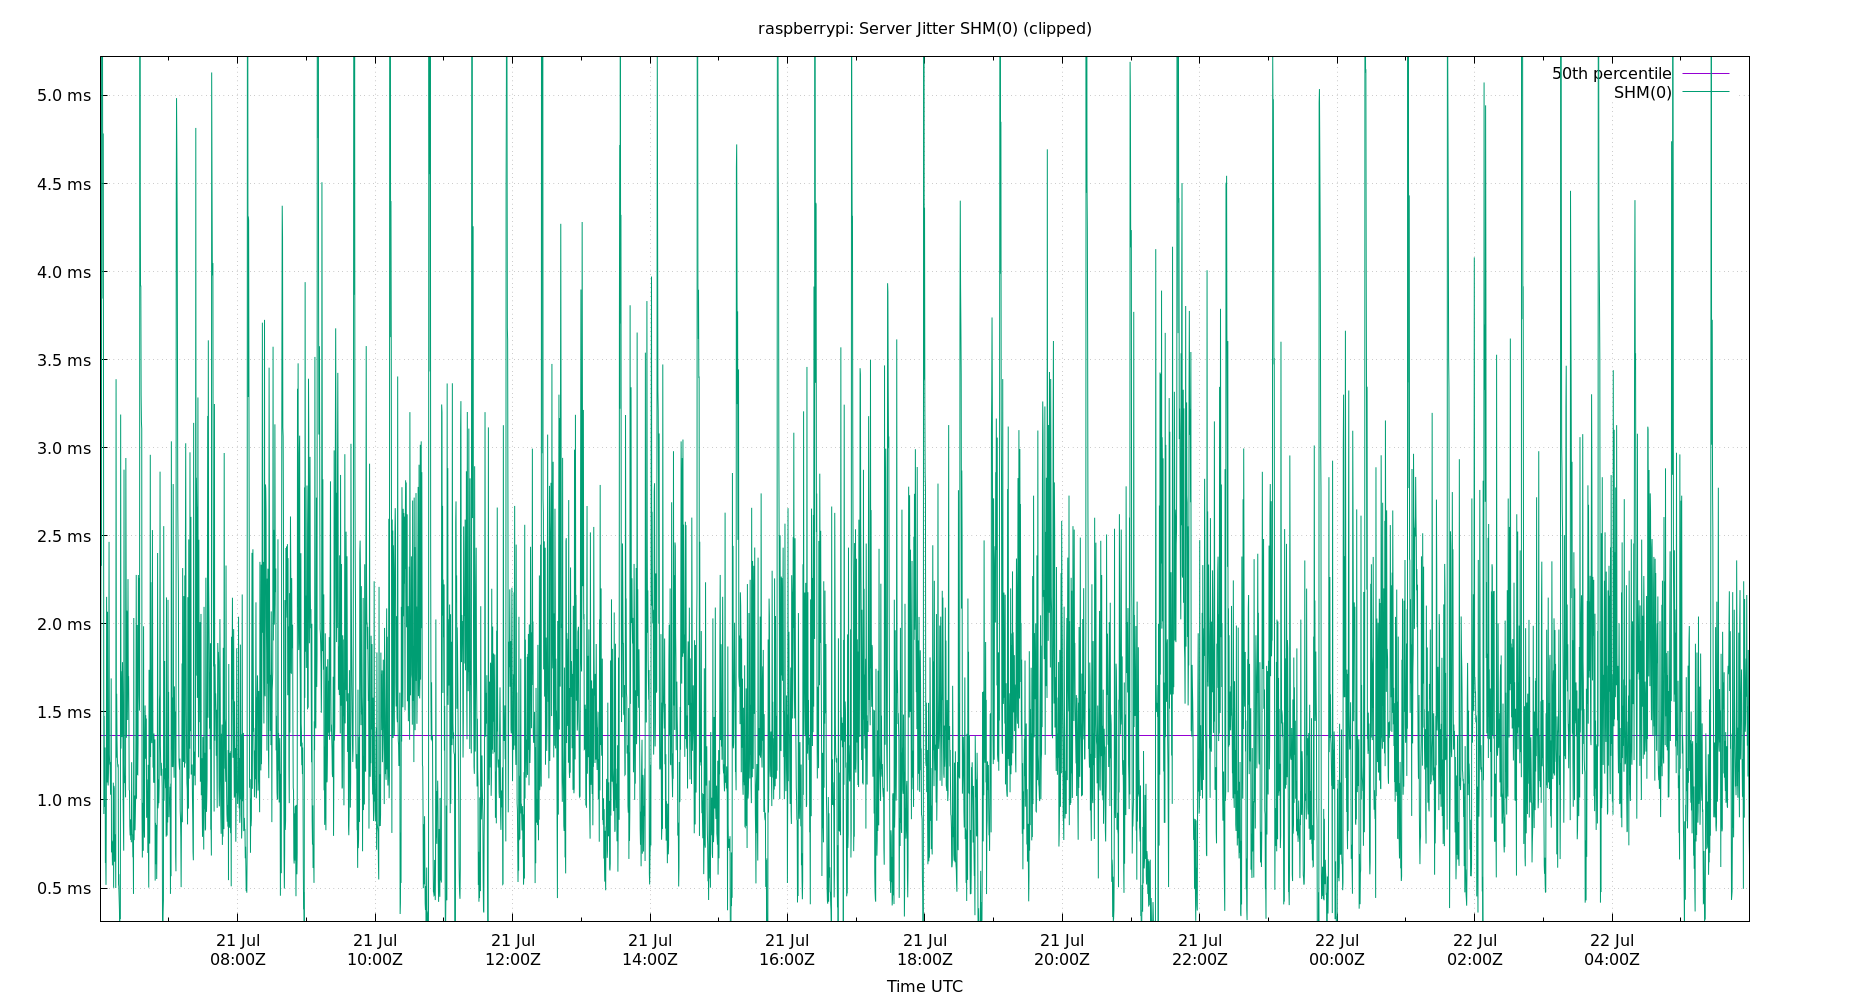 raspberrypi: Server Jitter SHM(0) (clipped)
50th percentile
SHM(0)
5.0 ms
4.5 ms
4.0 ms
3.5 ms
3.0 ms
2.5 ms
2.0 ms
1.5 ms
1.0 ms
0.5 ms
21 Jul 21 Jul 21 Jul 21 Jul 21 Jul 21 Jul 21 Jul 21 Jul 22 Jul 22 Jul 22 Jul
08:00Z 10:00Z 12:00Z 14:00Z 16:00Z 18:00Z 20:00Z 22:00Z 00:00Z 02:00Z 04:00Z
Time UTC